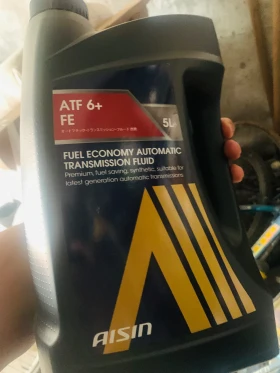 ATF 6+
FE
5L
FUEL ECONOMY AUTOMATIC
TRANSMISSION FLUID
Premium, fuel saving, synthetic, suitable for
latest generation automatic transmissions
AISIN